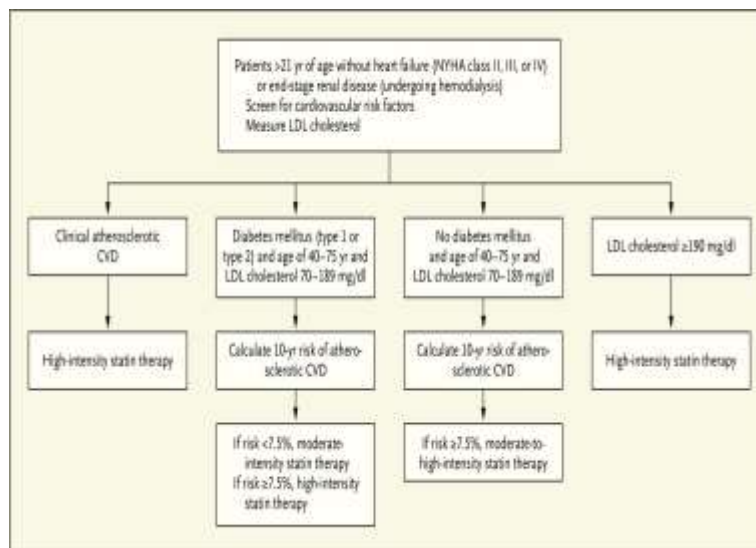 Patients >21 yr of age without heart failure (NYHA class II, III, or IV)
or end-stage renal disease (undergoing hemodialysis)
Screen for cardiovascular risk factors
Measure LDL cholesterol
Clinical atherosclerotic
CVD
High-intensity statin therapy
Diabetes mellitus (type 1 or
type 2) and age of 40–75 yr and
LDL cholesterol 70–189 mg/dl
Calculate 10-yr risk of athero-
sclerotic CVD
If risk <7.5%, moderate-
intensity statin therapy
If risk ≥7.5%, high-intensity
statin therapy
No diabetes mellitus
and age of 40–75 yr and
LDL cholesterol 70–189 mg/dl
Calculate 10-yr risk of athero-
sclerotic CVD
If risk ≥7.5%, moderate-to-
high-intensity statin therapy
LDL cholesterol ≥190 mg/dl
High-intensity statin therapy